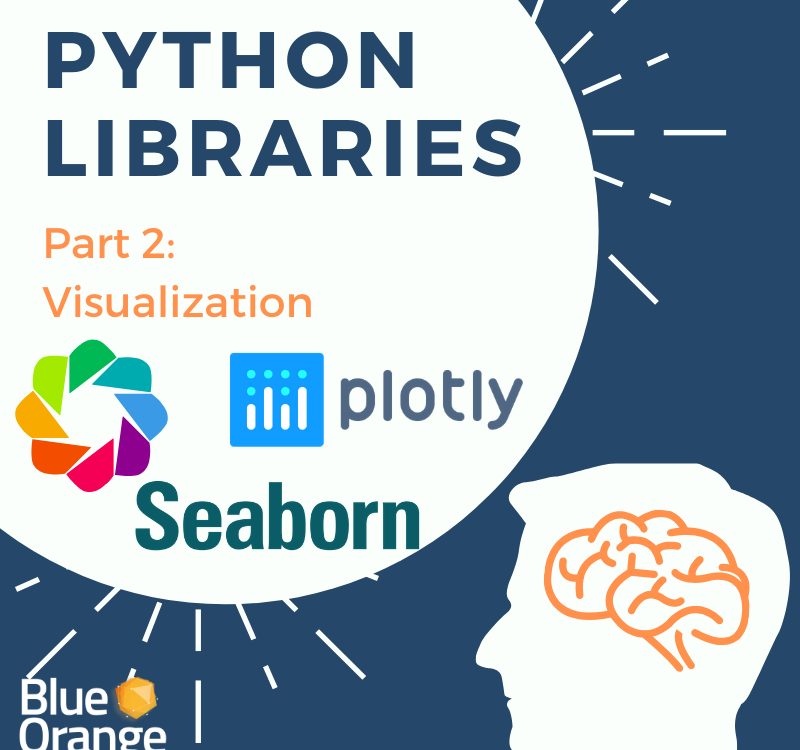 PYTHON
LIBRARIES
Part 2:
Visualization
plotly
Seaborn
Blue
Orange